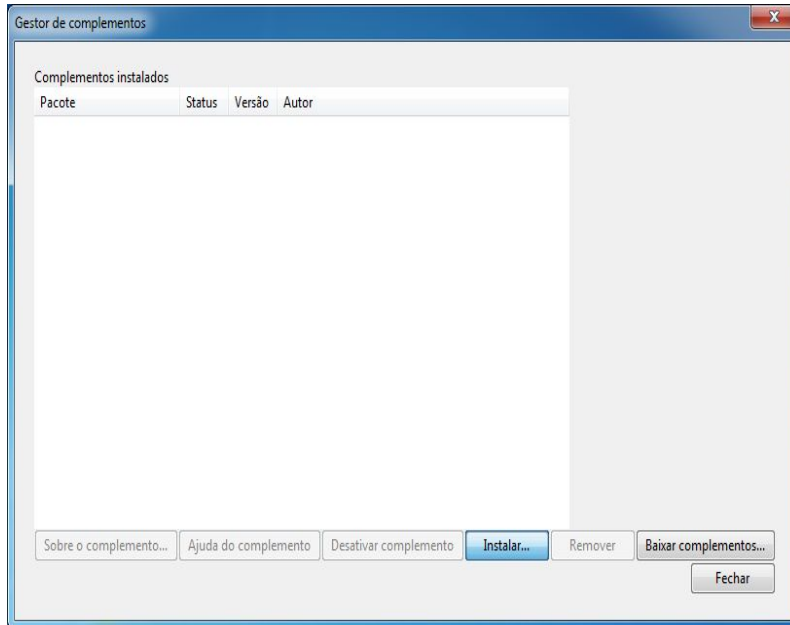 Gestor de complementos
Complementos instalados
Pacote Status Versão Autor
Sobre o complemento... Ajuda do complemento Desativar complemento Instalar... Remover Baixar complementos...
Fechar